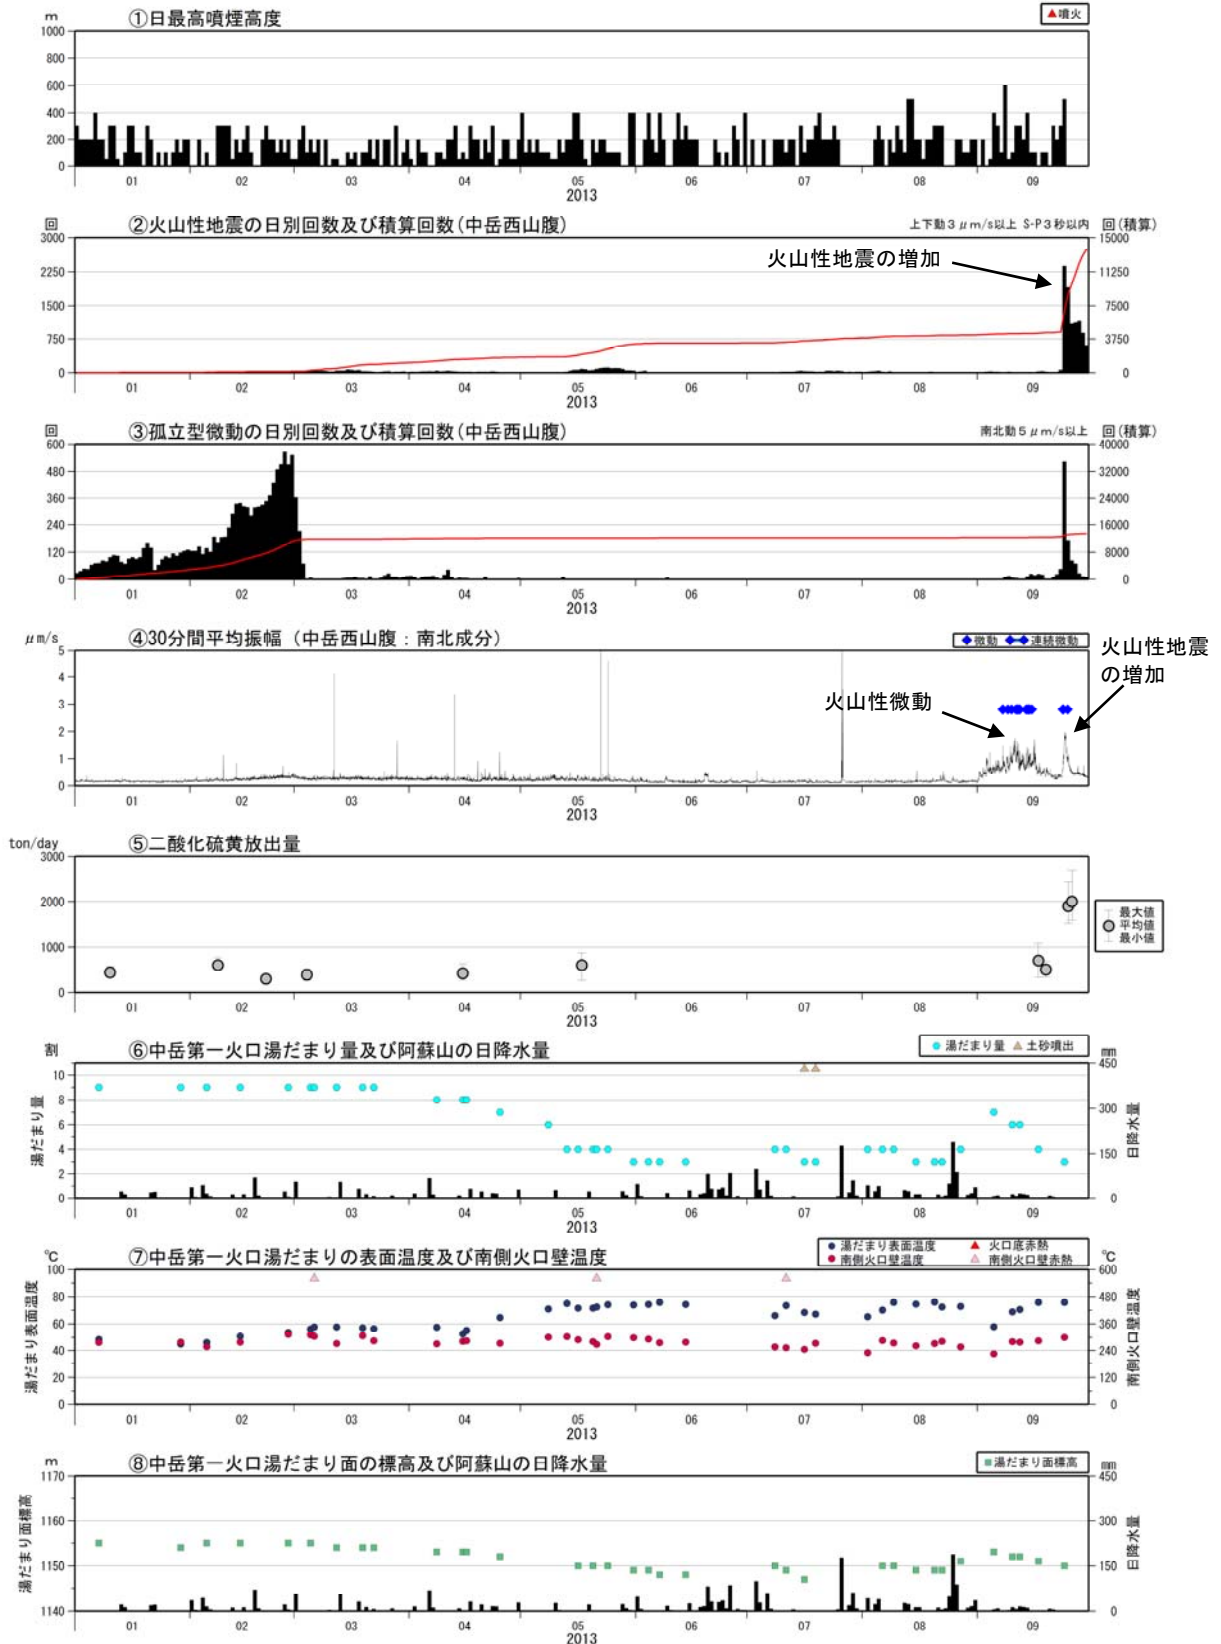 ①日最高噴煙高度
m
▲噴火
1000
800
600
400
200
0
01 02 03 04 05 06 07 08 09
2013
②火山性地震の日別回数及び積算回数(中岳西山腹)
回
上下動3μm/s以上 S-P3秒以内 回(積算)
火山性地震の増加
3000 15000
2250 11250
1500 7500
750 3750
0 0
01 02 03 04 05 06 07 08 09
2013
③孤立型微動の日別回数及び積算回数(中岳西山腹)
回
南北動5μm/s以上 回(積算)
600 40000
480 32000
360 24000
240 16000
120 8000
0 0
01 02 03 04 05 06 07 08 09
2013
④30分間平均振幅(中岳西山腹:南北成分)
μm/s
◆微動 ◆◆連続微動
火山性地震
の増加
火山性微動
5
4
3
2
1
0
01 02 03 04 05 06 07 08 09
2013
⑤二酸化硫黄放出量
ton/day
3000
2000
1000
0
最大値
平均値
最小値
01 02 03 04 05 06 07 08 09
2013
⑥中岳第一火口湯だまり量及び阿蘇山の日降水量
割
湯だまり量 土砂噴出
mm
湯だまり量
日降水量
10
8
6
4
2
0
450
300
150
0
01 02 03 04 05 06 07 08 09
2013
⑦中岳第一火口湯だまりの表面温度及び南側火口壁温度
℃
湯だまり表面温度 火口底赤熱
南側火口壁温度 南側火口壁赤熱
℃
湯だまり表面温度
南側火口壁温度
100 600
80 480
60 360
40 240
20 120
0 0
01 02 03 04 05 06 07 08 09
2013
⑧中岳第一火口湯だまり面の標高及び阿蘇山の日降水量
m
湯だまり面標高
mm
湯だまり面標高
日降水量
1170 450
1160 300
1150 150
1140 0
01 02 03 04 05 06 07 08 09
2013